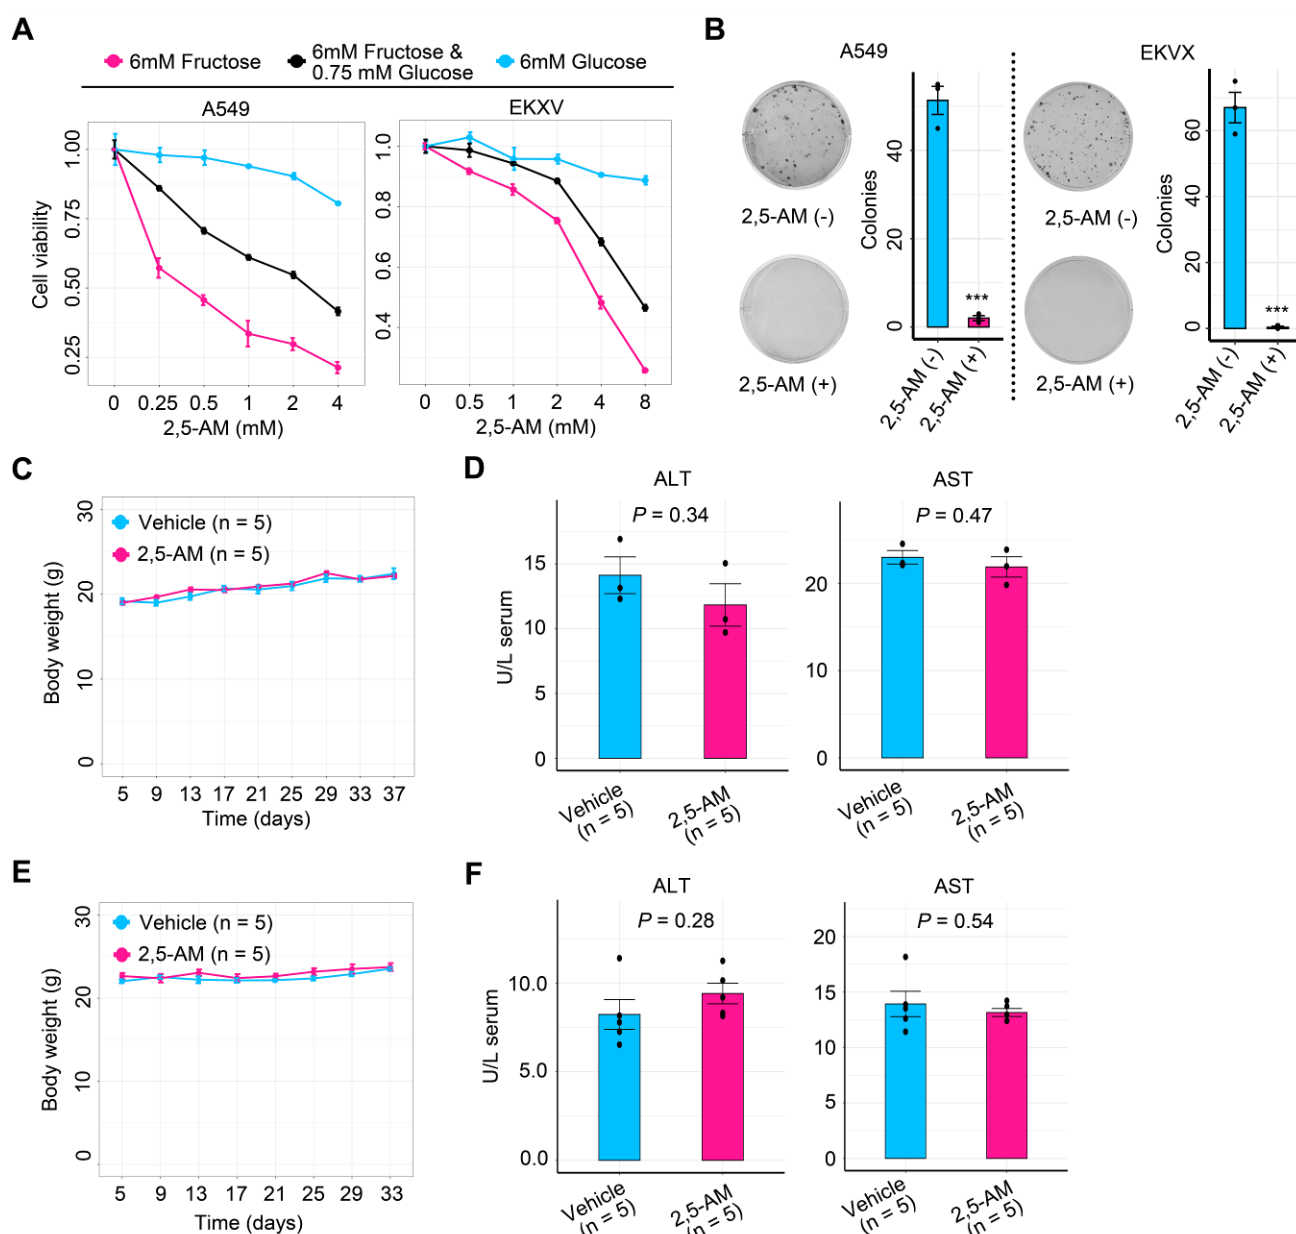 A
6mM Fructose
6mM Fructose &
0.75 mM Glucose
6mM Glucose
A549
EKXV
Cell viability
1.00
0.75
0.50
0.25
0 0.25 0.5 1 2 4
2,5-AM (mM)
1.0
0.8
0.6
0.4
0 0.5 1 2 4 8
2,5-AM (mM)
B
A549
EKVX
2,5-AM (-)
2,5-AM (+)
Colonies
40
20
0
***
2,5-AM (-)
2,5-AM (+)
2,5-AM (-)
2,5-AM (+)
Colonies
60
40
20
0
***
2,5-AM (-)
2,5-AM (+)
C
Body weight (g)
30
20
10
0
Vehicle (n = 5)
2,5-AM (n = 5)
5 9 13 17 21 25 29 33 37
Time (days)
D
ALT
P = 0.34
U/L serum
15
10
5
0
Vehicle
(n = 5)
2,5-AM
(n = 5)
AST
P = 0.47
20
10
0
Vehicle
(n = 5)
2,5-AM
(n = 5)
E
Body weight (g)
30
20
10
0
Vehicle (n = 5)
2,5-AM (n = 5)
5 9 13 17 21 25 29 33
Time (days)
F
ALT
P = 0.28
U/L serum
10.0
5.0
0.0
Vehicle
(n = 5)
2,5-AM
(n = 5)
AST
P = 0.54
20
15
10
5
0
Vehicle
(n = 5)
2,5-AM
(n = 5)